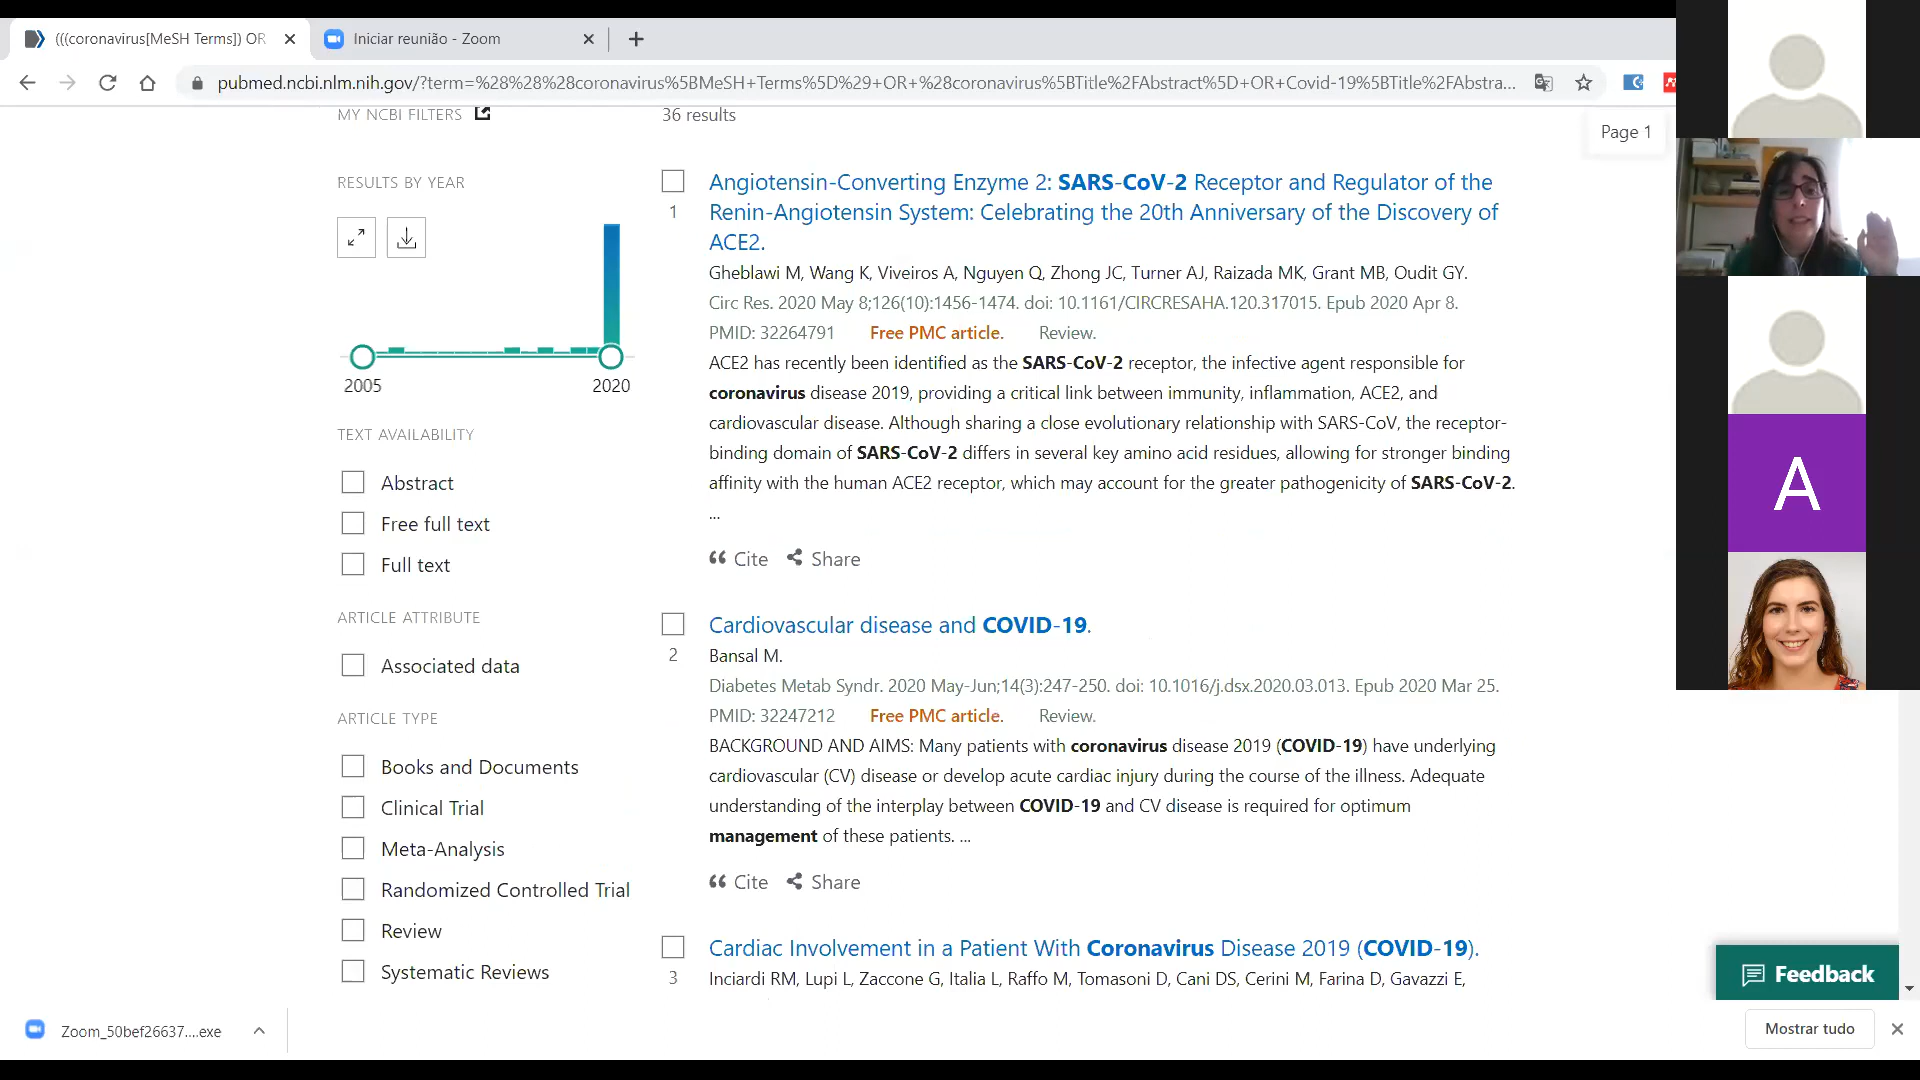 (((coronavirus[MeSH Terms]) OR
Iniciar reunião - Zoom
pubmed.ncbi.nlm.nih.gov/?term=%28%28%28coronavirus%5BMeSH+Terms%5D%29+OR+%28coronavirus%5BTitle%2FAbstract%5D+OR+Covid-19%5BTitle%2FAbstra...
MY NCBI FILTERS
36 results
Page 1
RESULTS BY YEAR
2005
2020
TEXT AVAILABILITY
Abstract
Free full text
Full text
ARTICLE ATTRIBUTE
Associated data
ARTICLE TYPE
Books and Documents
Clinical Trial
Meta-Analysis
Randomized Controlled Trial
Review
Systematic Reviews
1
Angiotensin-Converting Enzyme 2: SARS-CoV-2 Receptor and Regulator of the
Renin-Angiotensin System: Celebrating the 20th Anniversary of the Discovery of
ACE2.
Gheblawi M, Wang K, Viveiros A, Nguyen Q, Zhong JC, Turner AJ, Raizada MK, Grant MB, Oudit GY.
Circ Res. 2020 May 8;126(10):1456-1474. doi: 10.1161/CIRCRESAHA.120.317015. Epub 2020 Apr 8.
PMID: 32264791 Free PMC article. Review.
ACE2 has recently been identified as the SARS-CoV-2 receptor, the infective agent responsible for
coronavirus disease 2019, providing a critical link between immunity, inflammation, ACE2, and
cardiovascular disease. Although sharing a close evolutionary relationship with SARS-CoV, the receptor-
binding domain of SARS-CoV-2 differs in several key amino acid residues, allowing for stronger binding
affinity with the human ACE2 receptor, which may account for the greater pathogenicity of SARS-CoV-2.
...
Cite Share
2
Cardiovascular disease and COVID-19.
Bansal M.
Diabetes Metab Syndr. 2020 May-Jun;14(3):247-250. doi: 10.1016/j.dsx.2020.03.013. Epub 2020 Mar 25.
PMID: 32247212 Free PMC article. Review.
BACKGROUND AND AIMS: Many patients with coronavirus disease 2019 (COVID-19) have underlying
cardiovascular (CV) disease or develop acute cardiac injury during the course of the illness. Adequate
understanding of the interplay between COVID-19 and CV disease is required for optimum
management of these patients. ...
Cite Share
3
Cardiac Involvement in a Patient With Coronavirus Disease 2019 (COVID-19).
Inciardi RM, Lupi L, Zaccone G, Italia L, Raffo M, Tomasoni D, Cani DS, Cerini M, Farina D, Gavazzi E,
A
Feedback
Zoom_50bef26637....exe
Mostrar tudo